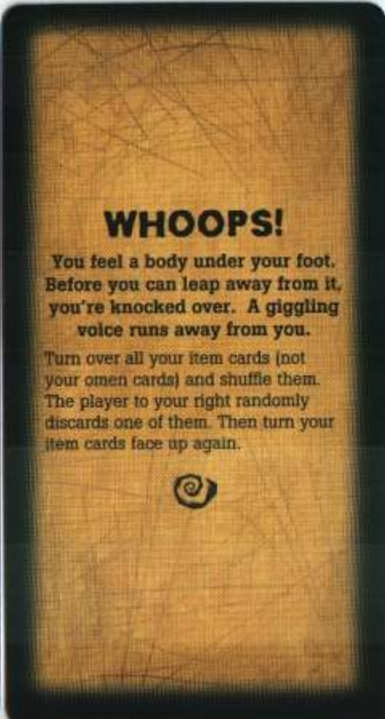 WHOOPS!
You feel a body under your foot.
Before you can leap away from it,
you're knocked over. A giggling
voice runs away from you.
Turn over all your item cards (not
your omen cards) and shuffle them.
The player to your right randomly
discards one of them. Then turn your
item cards face up again.